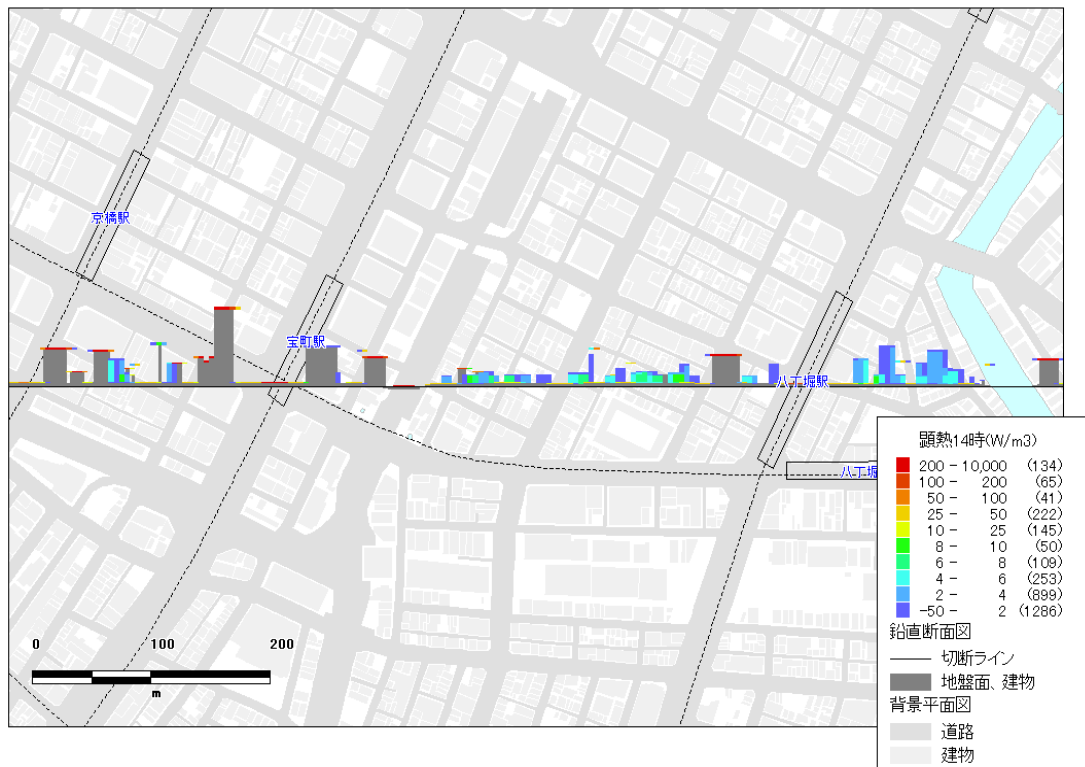 京橋駅
宝町駅
八丁堀駅
八丁堀
0 100 200
m
顕熱14時(W/m3)
200 - 10,000 (134)
100 - 200 (65)
50 - 100 (41)
25 - 50 (222)
10 - 25 (145)
8 - 10 (50)
6 - 8 (109)
4 - 6 (253)
2 - 4 (899)
-50 - 2 (1286)
鉛直断面図
切断ライン
地盤面、建物
背景平面図
道路
建物